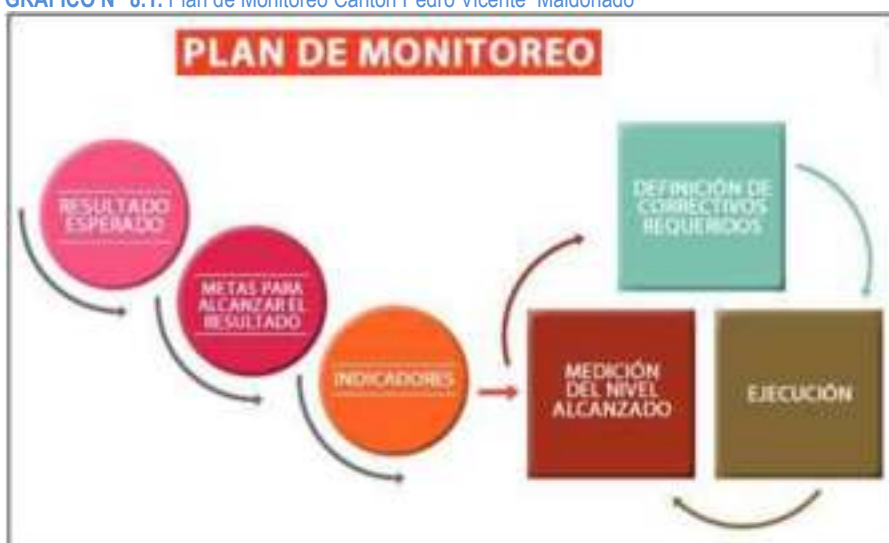 GRÁFICO N° 8.1. Plan de Monitoreo Cantón Pedro Vicente Maldonado
PLAN DE MONITOREO
RESULTADO
ESPERADO
METAS PARA
ALCANZAR EL
RESULTADO
INDICADORES
MEDICIÓN
DEL NIVEL
ALCANZADO
DEFINICIÓN DE
CORRECTIVOS
REQUERIDOS
EJECUCIÓN